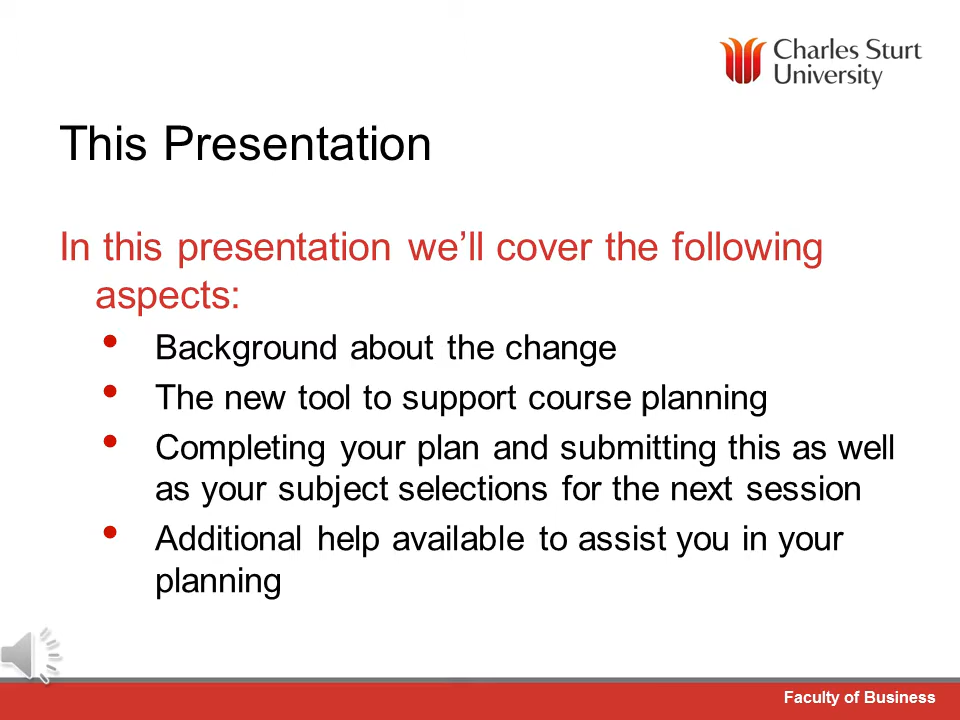 Charles Sturt
University
This Presentation
In this presentation we’ll cover the following
aspects:
• Background about the change
• The new tool to support course planning
• Completing your plan and submitting this as well
as your subject selections for the next session
• Additional help available to assist you in your
planning
Faculty of Business